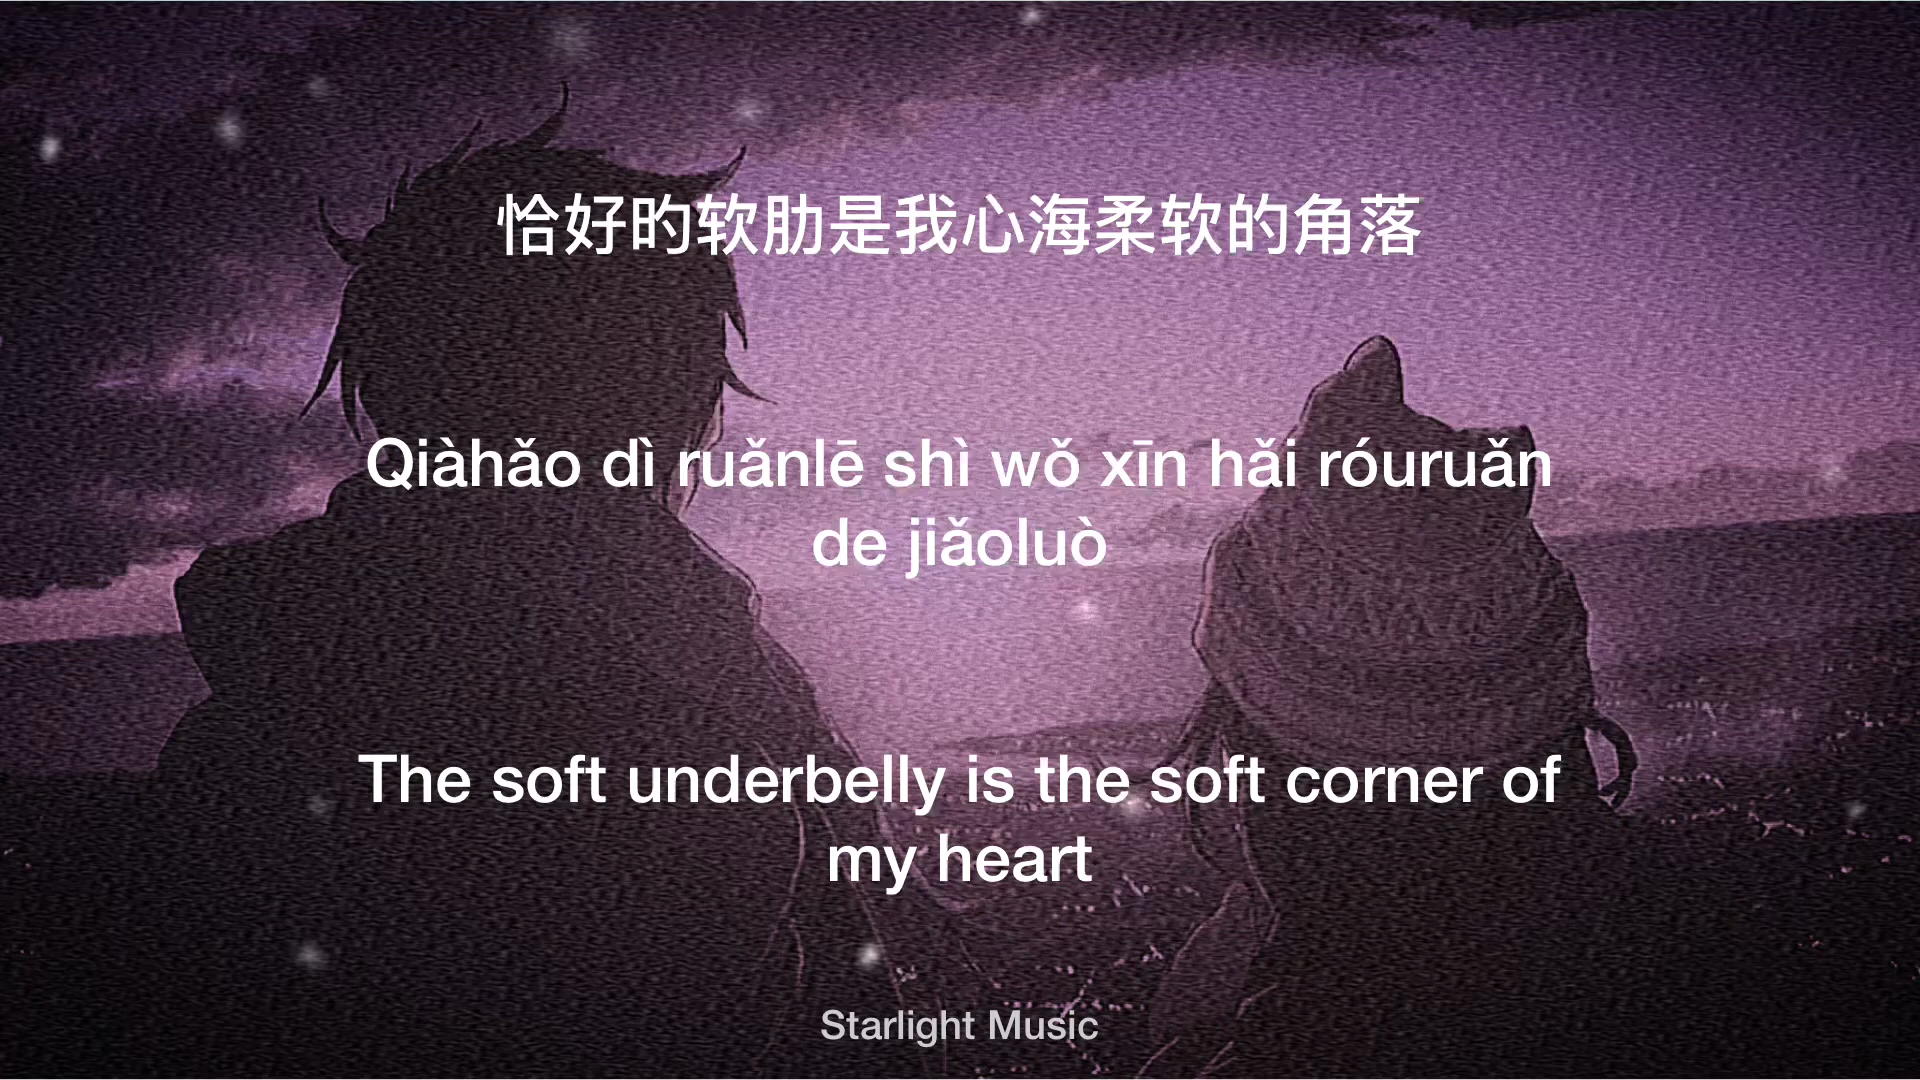 恰好旳软肋是我心海柔软的角落
Qiàhǎo dì ruǎnlē shì wǒ xīn hǎi róuruǎn
de jiǎoluò
The soft underbelly is the soft corner of
my heart
Starlight Music